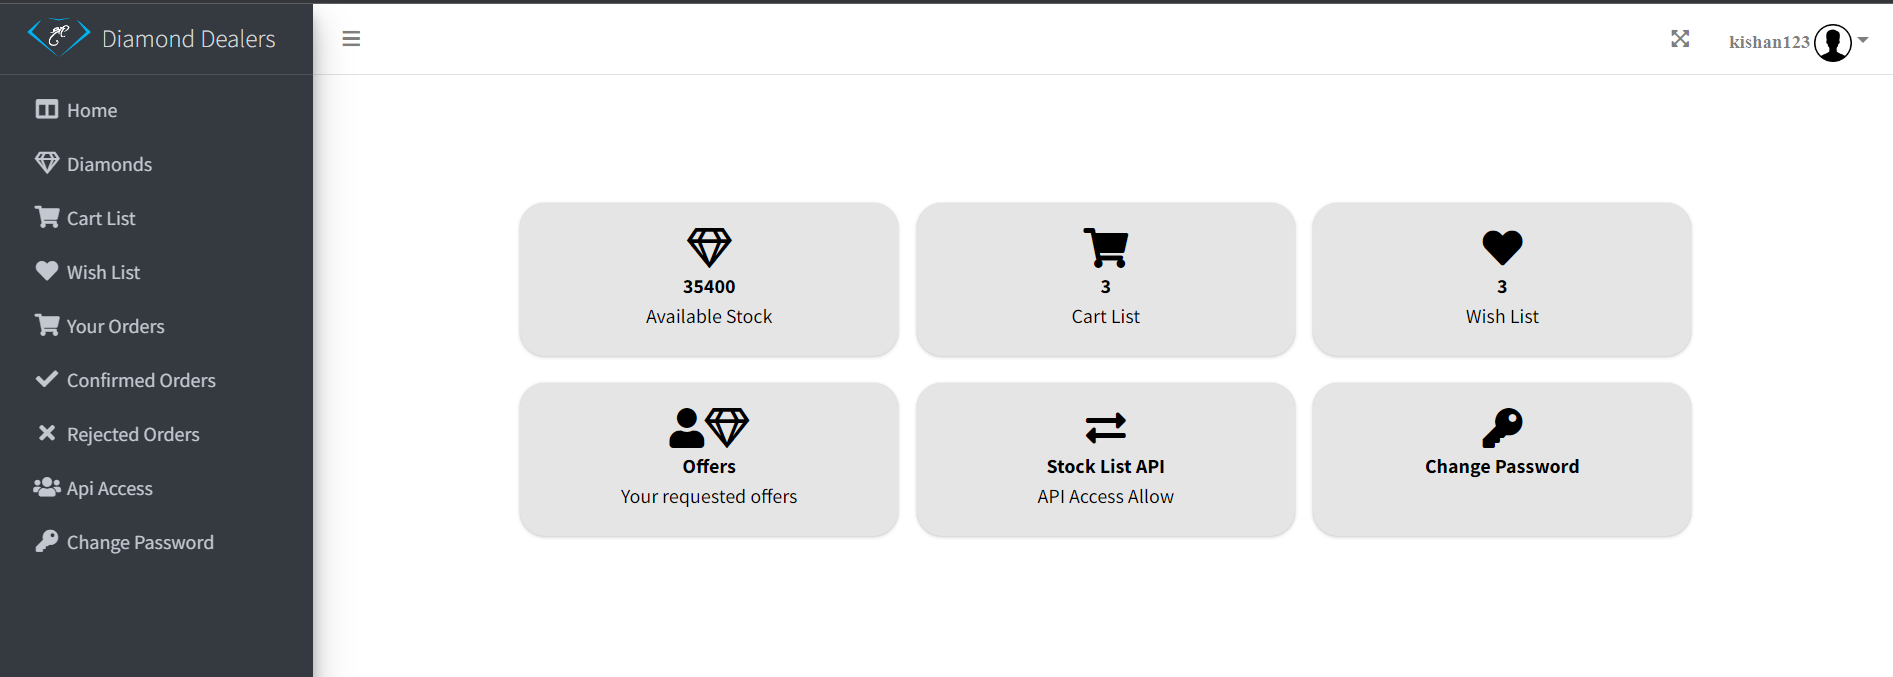 Diamond Dealers
kishan123
Home
Diamonds
Cart List
Wish List
Your Orders
Confirmed Orders
Rejected Orders
Api Access
Change Password
35400
Available Stock
3
Cart List
3
Wish List
Offers
Your requested offers
Stock List API
API Access Allow
Change Password